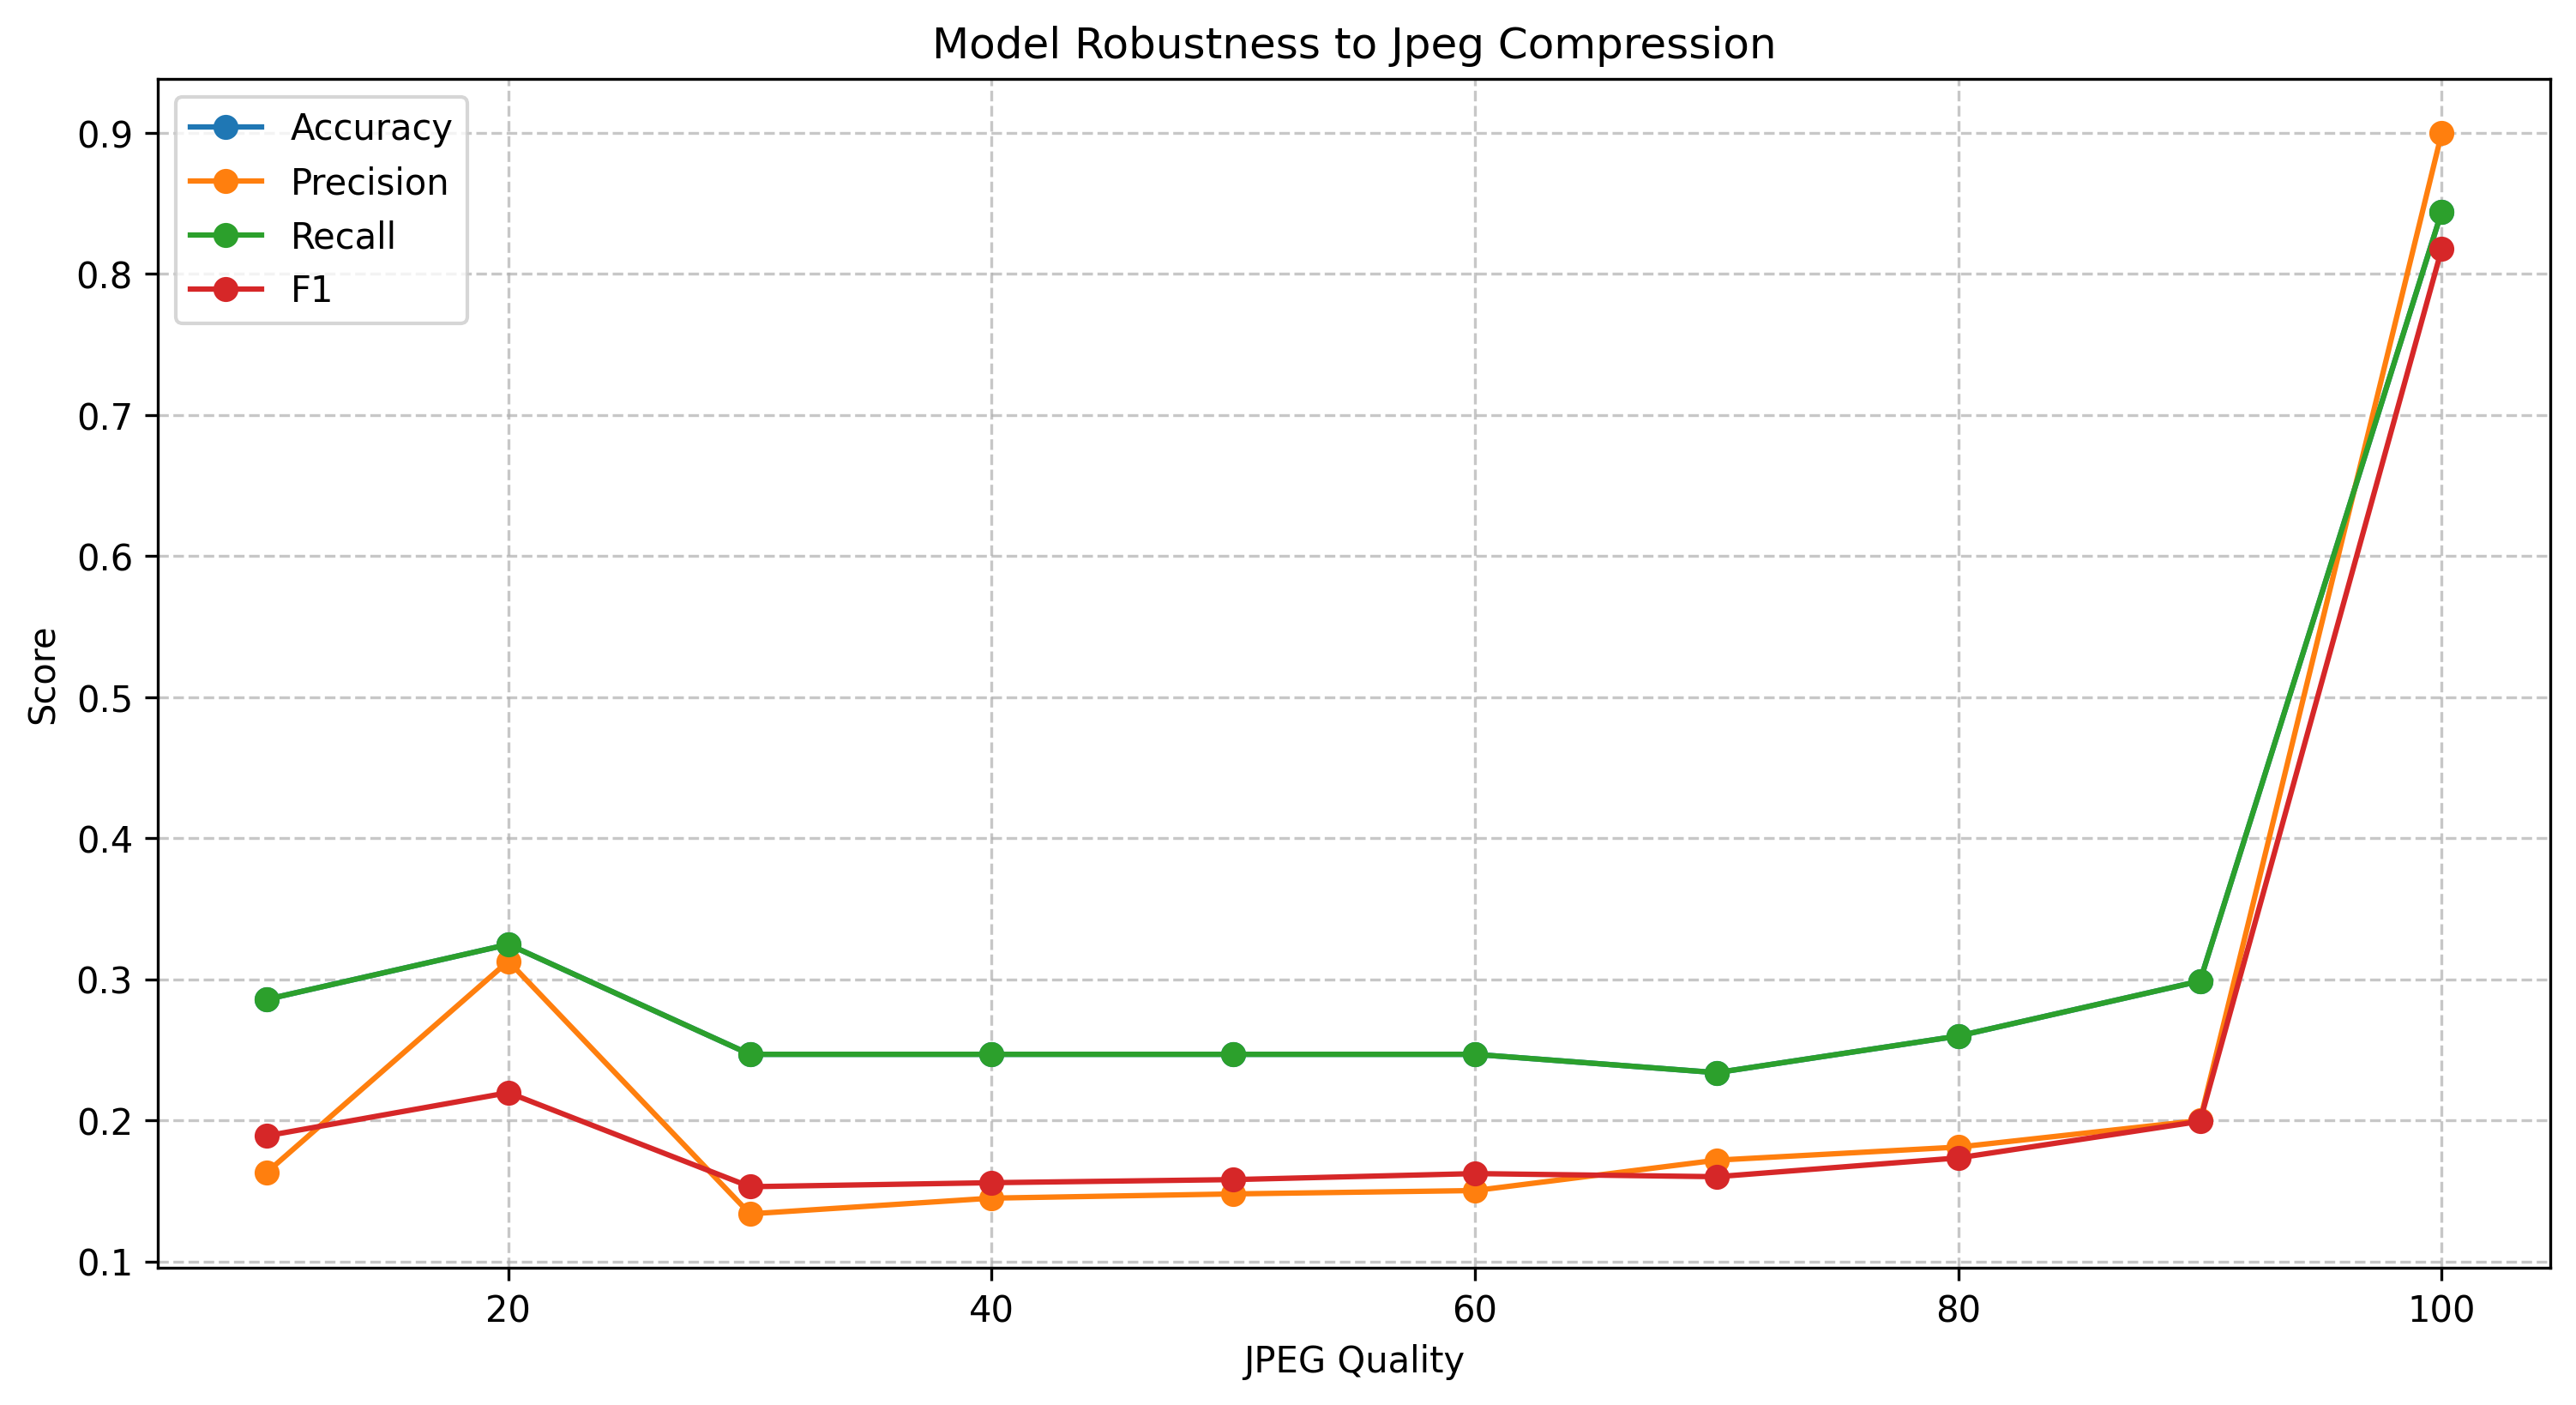 Model Robustness to Jpeg Compression
Accuracy
Precision
Recall
F1
0.9
0.8
0.7
0.6
0.5
0.4
0.3
0.2
0.1
Score
20 40 60 80 100
JPEG Quality